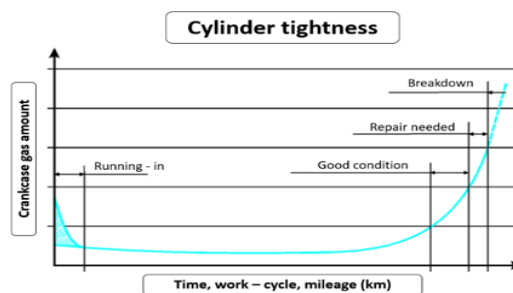 Cylinder tightness
Breakdown
Repair needed
Running - in
Good condition
Crankcase gas amount
Time, work – cycle, mileage (km)